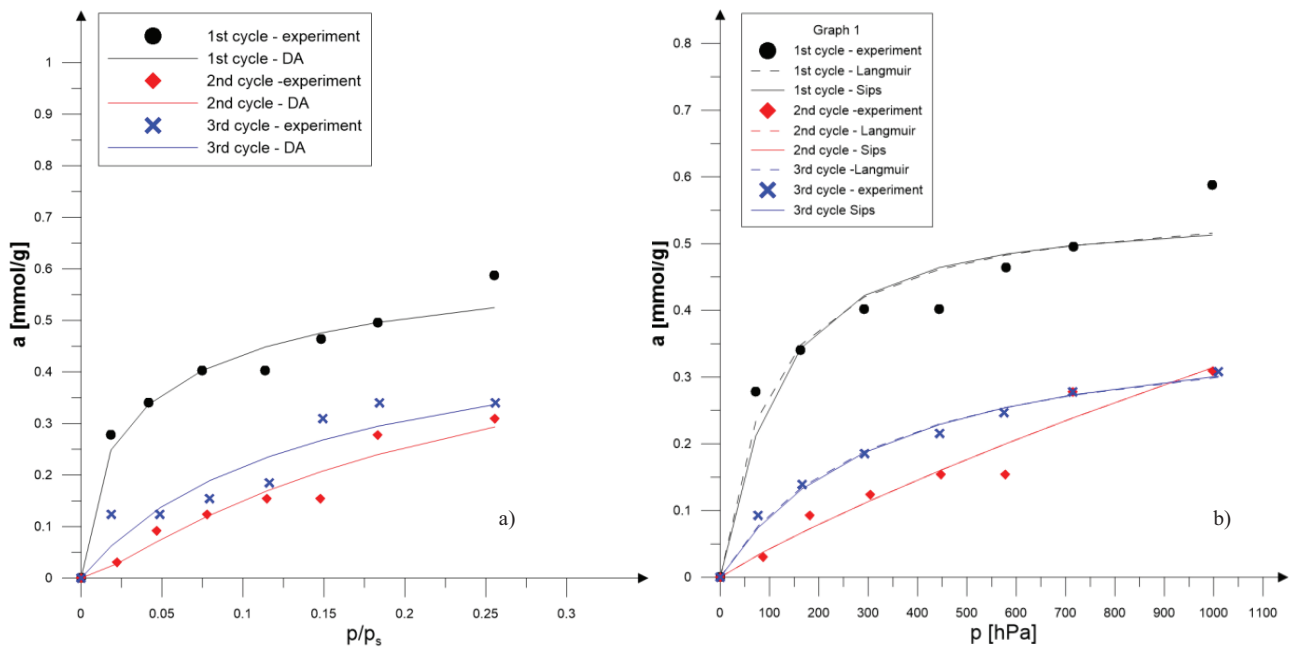 1st cycle - experiment
1st cycle - DA
2nd cycle -experiment
2nd cycle - DA
3rd cycle - experiment
3rd cycle - DA
1
0.9
0.8
0.7
0.6
0.5
0.4
0.3
0.2
0.1
0
a [mmol/g]
0
0.05
0.1
0.15
0.2
0.25
0.3
p/ps
a)
Graph 1
1st cycle - experiment
1st cycle - Langmuir
1st cycle - Sips
2nd cycle -experiment
2nd cycle - Langmuir
2nd cycle - Sips
3rd cycle -Langmuir
3rd cycle - experiment
3rd cycle Sips
0.8
0.7
0.6
0.5
0.4
0.3
0.2
0.1
0
a [mmol/g]
0
100
200
300
400
500
600
700
800
900
1000
1100
p [hPa]
b)